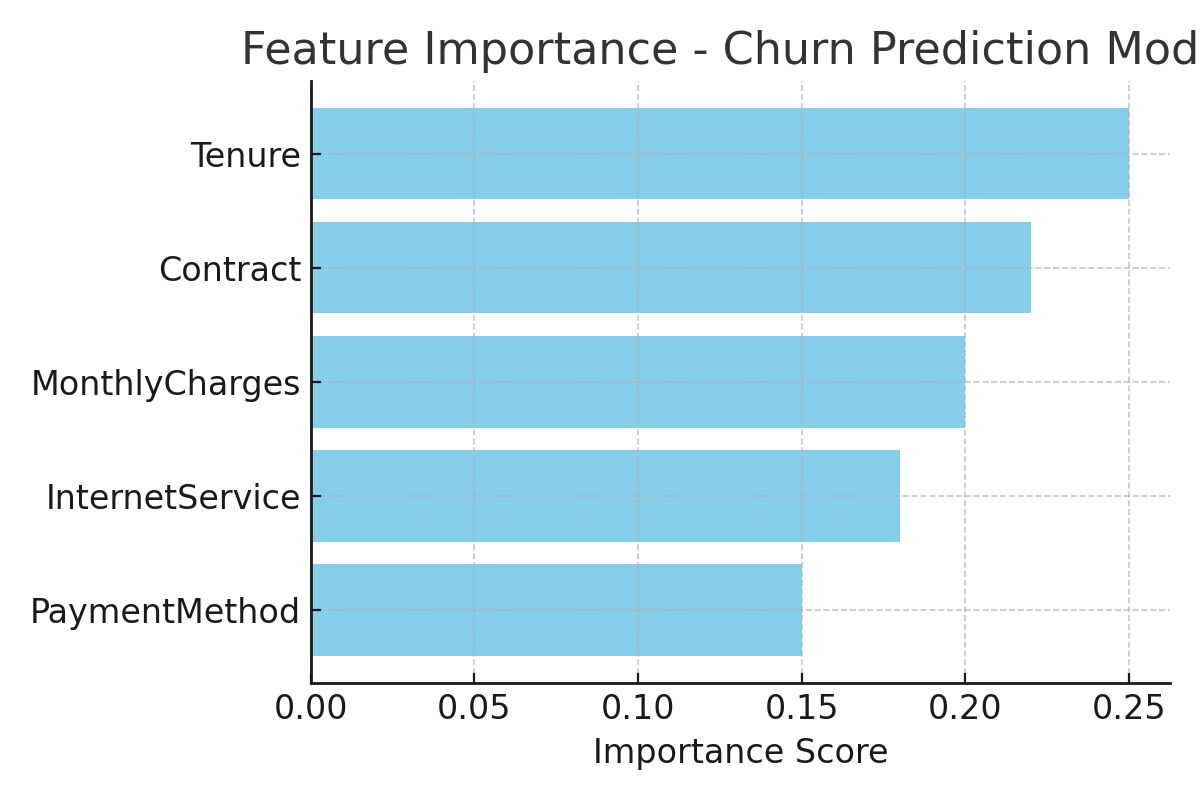 Feature Importance - Churn Prediction Mod
Tenure
Contract
MonthlyCharges
InternetService
PaymentMethod
0.00 0.05 0.10 0.15 0.20 0.25
Importance Score